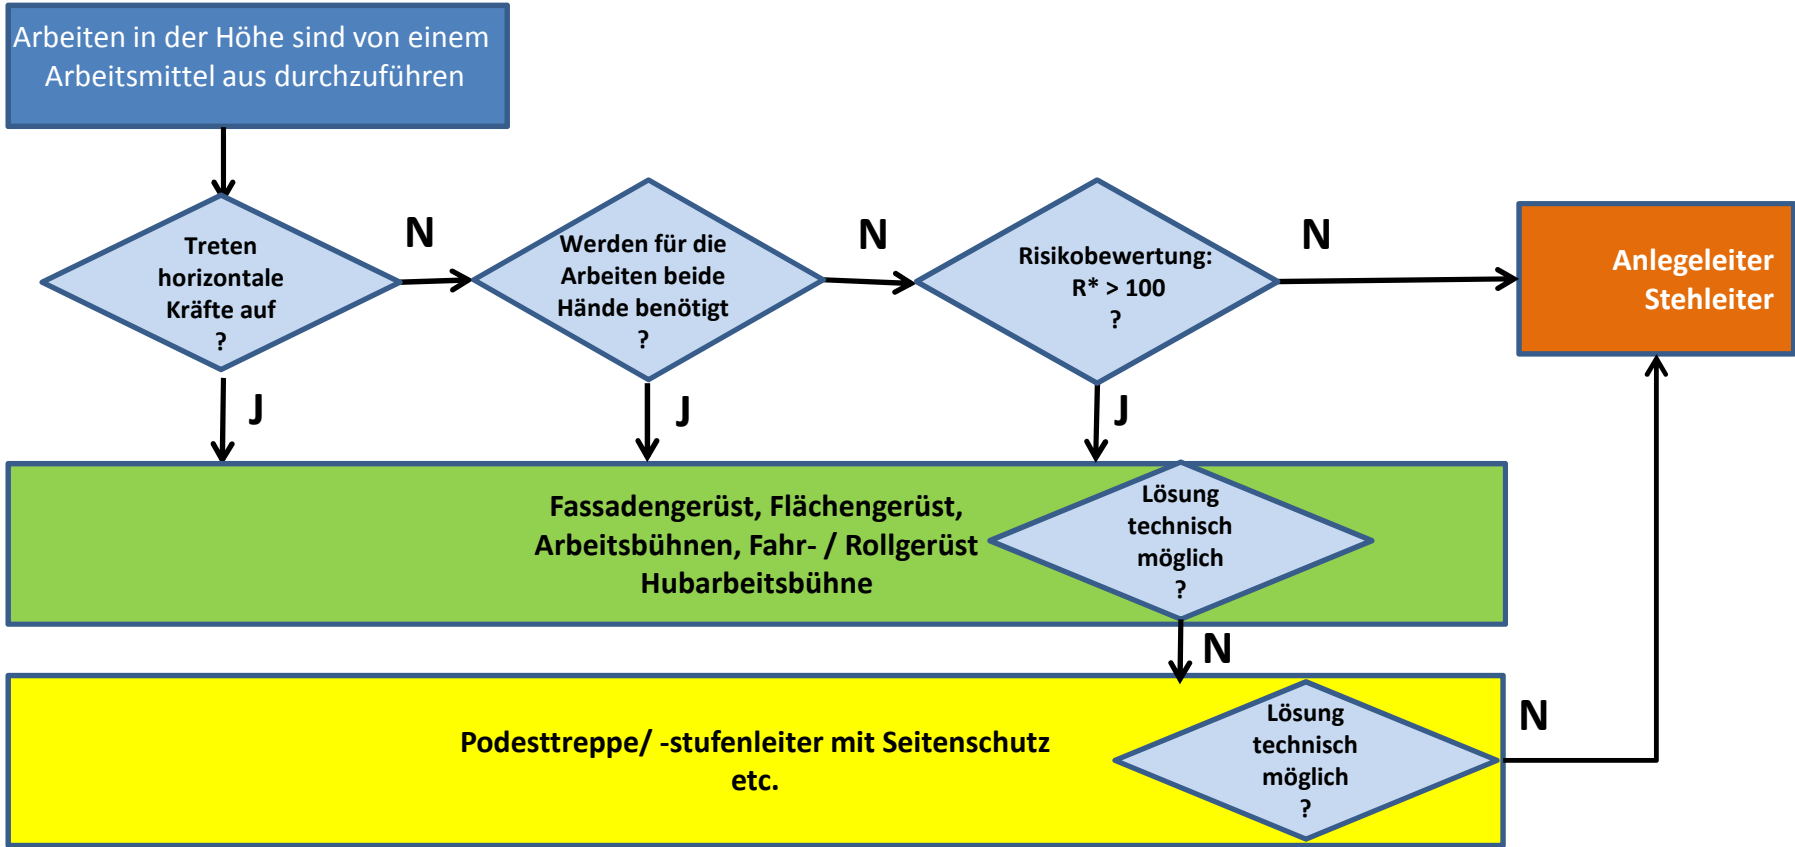 Arbeiten in der Höhe sind von einem
Arbeitsmittel aus durchzuführen
Treten
horizontale
Kräfte auf
?
N
Werden für die
Arbeiten beide
Hände benötigt
?
N
Risikobewertung:
R* > 100
?
N
Anlegeleiter
Stehleiter
J
J
J
Fassadengerüst, Flächengerüst,
Arbeitsbühnen, Fahr- / Rollgerüst
Hubarbeitsbühne
Lösung
technisch
möglich
?
N
Podesttreppe/ -stufenleiter mit Seitenschutz
etc.
Lösung
technisch
möglich
?
N